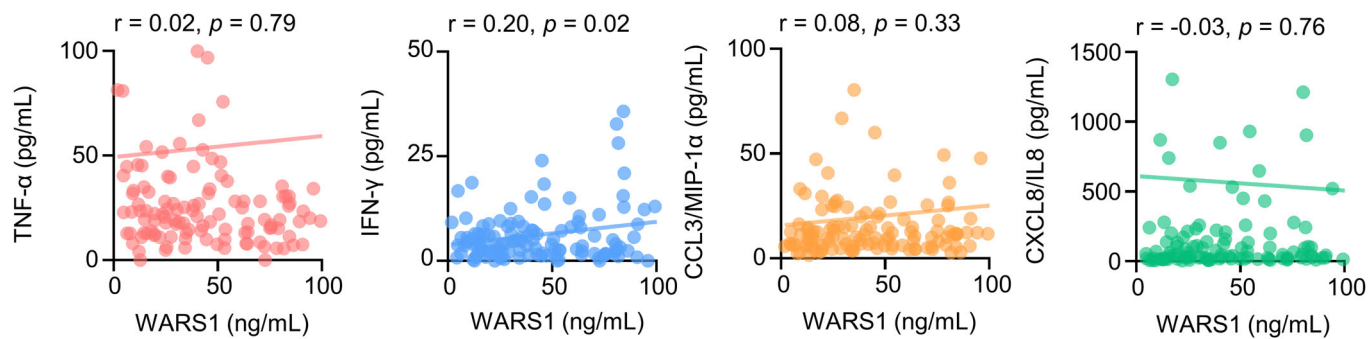 r = 0.02, p = 0.79
TNF-α (pg/mL)
100
50
0
0 50 100
WARS1 (ng/mL)
r = 0.20, p = 0.02
IFN-γ (pg/mL)
50
25
0
0 50 100
WARS1 (ng/mL)
r = 0.08, p = 0.33
CCL3/MIP-1α (pg/mL)
100
50
0
0 50 100
WARS1 (ng/mL)
r = -0.03, p = 0.76
CXCL8/IL8 (pg/mL)
1500
1000
500
0
0 50 100
WARS1 (ng/mL)